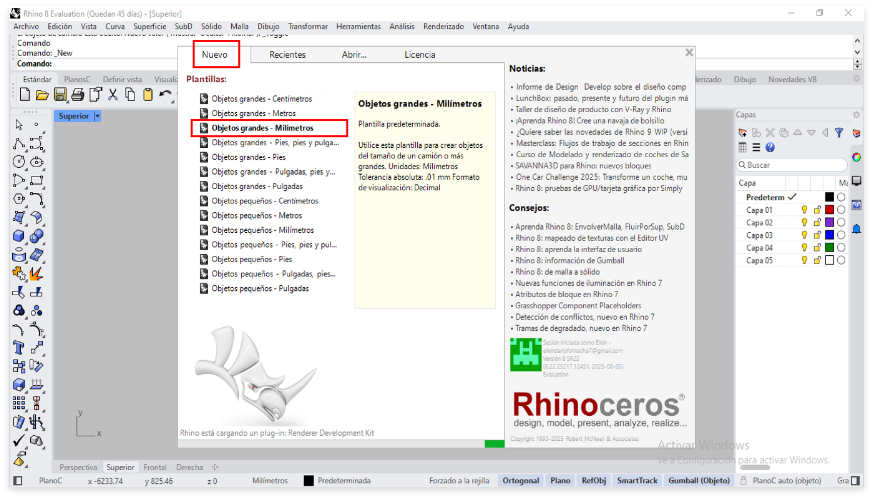 Rhino 8 Evaluation (Quedan 45 días) - [Superior]
Archivo Edición Vista Curva Superficie SubD Sólido Malla Dibujo Transformar Herramientas Análisis Renderizado Ventana Ayuda
Comando
Comando: _New
Comando:
Estándar PlanosC Definir vista
Dibujo Novedades V8
Superior
Nuevo Recientes Abrir... Licencia
Plantillas:
Objetos grandes - Centímetros
Objetos grandes - Metros
Objetos grandes - Milímetros
Objetos grandes - Pies, pies y pulga...
Objetos grandes - Pies
Objetos grandes - Pulgadas, pies y...
Objetos grandes - Pulgadas
Objetos pequeños - Centímetros
Objetos pequeños - Metros
Objetos pequeños - Milímetros
Objetos pequeños - Pies, pies y pul...
Objetos pequeños - Pies
Objetos pequeños - Pulgadas, pies...
Objetos pequeños - Pulgadas
Objetos grandes - Milímetros
Plantilla predeterminada.
Utilice esta plantilla para crear objetos
del tamaño de un camión o más
grandes. Unidades: Milímetros
Tolerancia absoluta: .01 mm Formato
de visualización: Decimal
Noticias:
• Informe de Design Develop sobre el diseño comp
• LunchBox: pasado, presente y futuro del plugin má
• Taller de diseño de producto con V-Ray y Rhino
• ¡Aprenda Rhino 8! Cree una navaja de bolsillo
• ¿Quiere saber las novedades de Rhino 9 WIP (versi
• Masterclass: Flujos de trabajo de secciones en Rhin
• Curso de Modelado y renderizado de coches de Sa
• SAVANNA3D para Rhino: nuevos bloques
• One Car Challenge 2025: Transforme un coche, mu
• Rhino 8: pruebas de GPU/tarjeta gráfica por Simply
Consejos:
• Aprenda Rhino 8: EnvolverMalla, FluirPorSup, SubD
• Rhino 8: mapeado de texturas con el Editor UV
• Rhino 8: aprenda la interfaz de usuario
• Rhino 8: información de Gumball
• Rhino 8: de malla a sólido
• Nuevas funciones de iluminación en Rhino 7
• Atributos de bloque en Rhino 7
• Grasshopper Component Placeholders
• Detección de conflictos, nuevo en Rhino 7
• Tramas de degradado, nuevo en Rhino 7
Sesión iniciada como Elkin -
Versión 8 SR22
(8.22.25217.12451, 2025-08-05)
Evaluation
Rhinoceros®
design, model, present, analyze, realize...
Copyright 1993-2025 Robert McNeel & Associates
Rhino está cargando un plug-in: Renderer Development Kit
Capas
Buscar
Capa
Predeterm
Capa 01
Capa 02
Capa 03
Capa 04
Capa 05
y
x
Activar Windows
Ve a Configuración para activar Windows.
Perspectiva Superior Frontal Derecha
PlanoC x -6233.74 y 825.46 z 0 Milímetros Predeterminada Forzado a la rejilla Ortogonal Plano RefObj SmartTrack Gumball (Objeto) PlanoC auto (objeto)